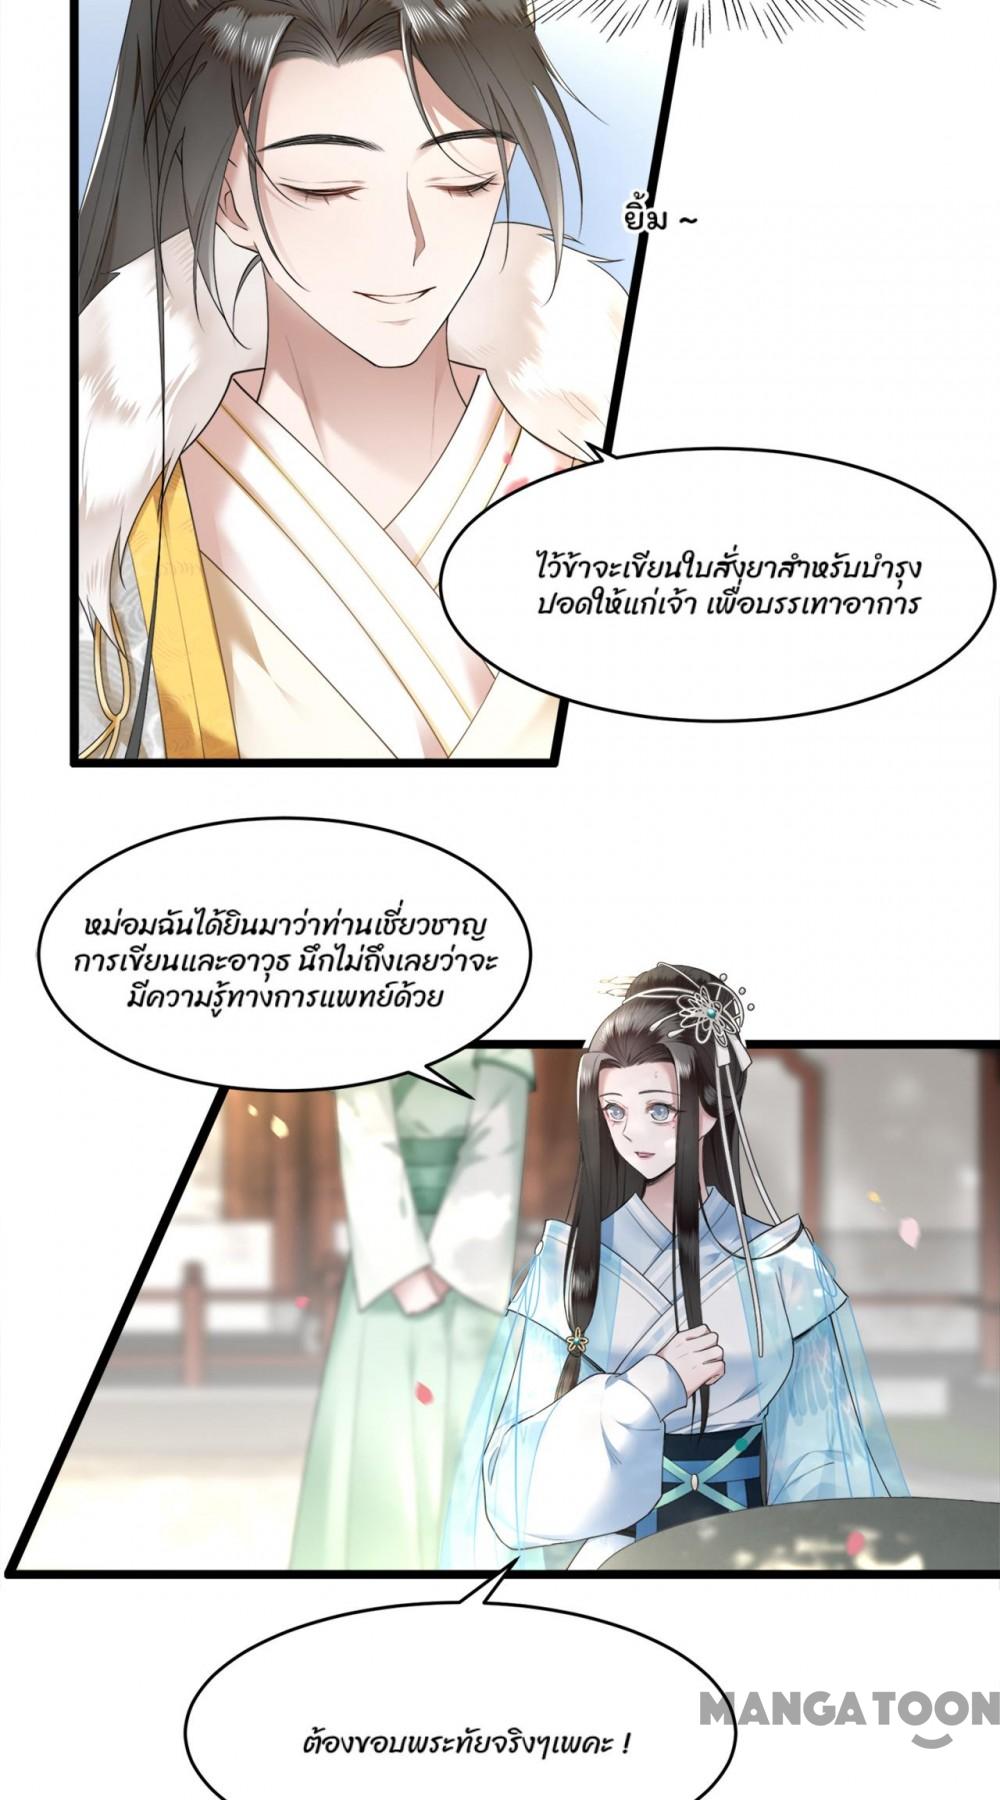 ยิ้ม ~
ไว้ข้าจะเขียนใบสั่งยาสำหรับบำรุง
ปอดให้แก่เจ้า เพื่อบรรเทาอาการ
หม่อมฉันได้ยินมาว่าท่านเชี่ยวชาญ
การเขียนและอาวุธ นึกไม่ถึงเลยว่าจะ
มีความรู้ทางการแพทย์ด้วย
MANGATOON
ต้องขอบพระทัยจริงๆเพคะ !